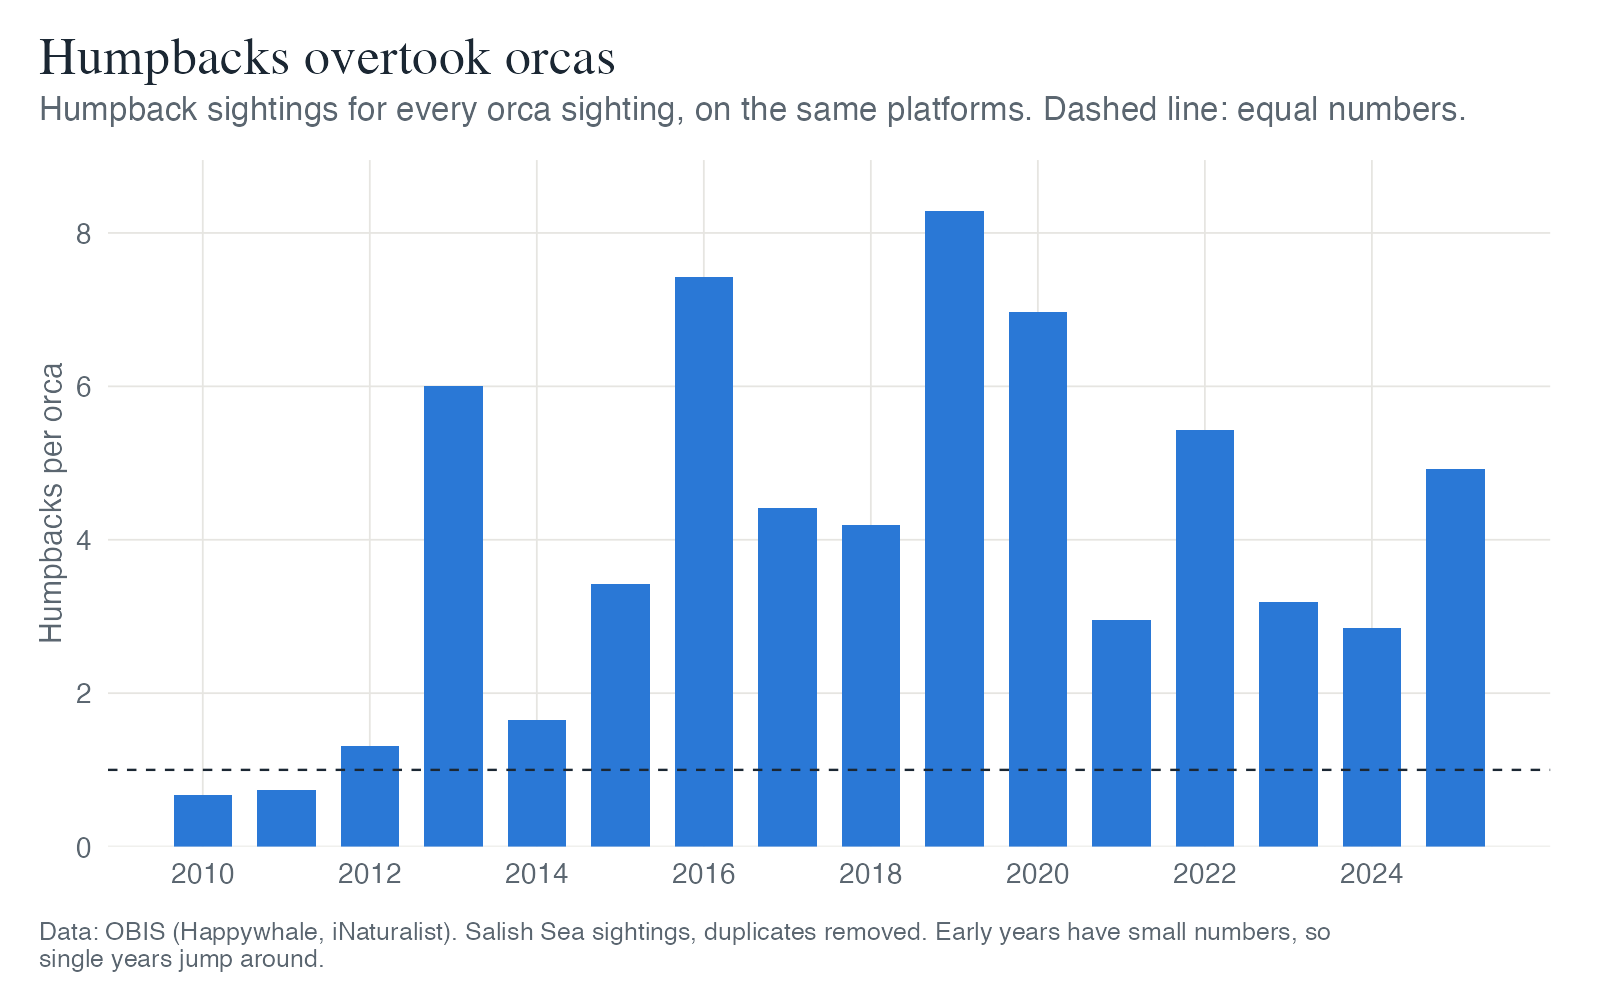 Humpbacks overtook orcas
Humpback sightings for every orca sighting, on the same platforms. Dashed line: equal numbers.
Humpbacks per orca
8
6
4
2
0
2010 2012 2014 2016 2018 2020 2022 2024
Data: OBIS (Happywhale, iNaturalist). Salish Sea sightings, duplicates removed. Early years have small numbers, so
single years jump around.